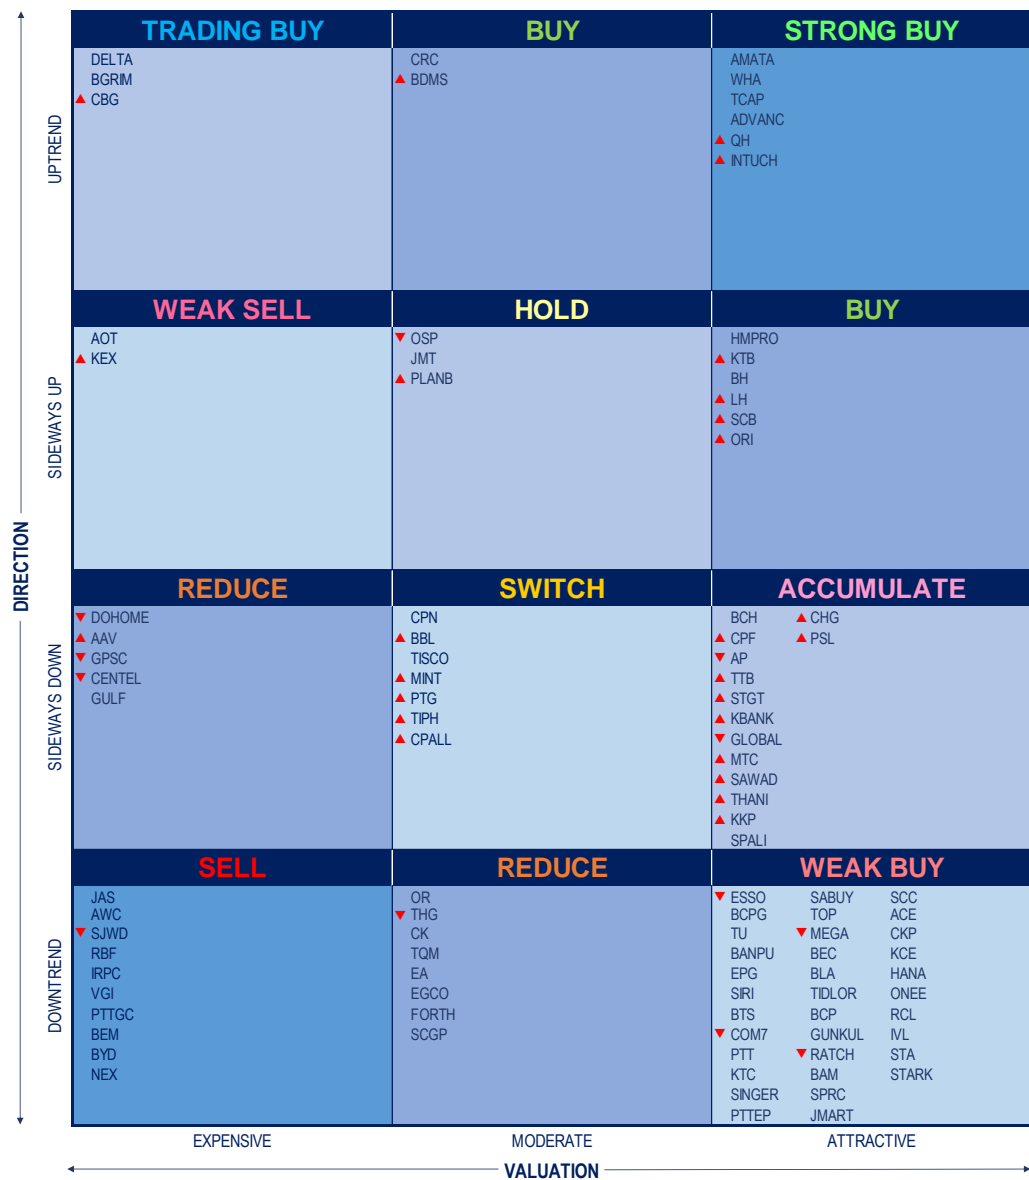 TRADING BUY
▲ DELTA
BGRIM
▲ CBG
BUY
CRC
▲ BDMS
STRONG BUY
AMATA
WHA
TCAP
ADVANC
▲ QH
▲ INTUCH
UPTREND
WEAK SELL
AOT
▲ KEX
HOLD
▼ OSP
JMT
▲ PLANB
BUY
HMPRO
▲ KTB
BH
▲ LH
▲ SCB
▲ ORI
SIDEWAYS UP
DIRECTION
REDUCE
▼ DOHOME
▲ AAV
▼ GPSC
▼ CENTEL
GULF
SWITCH
CPN
▲ BBL
TISCO
▲ MINT
▲ PTG
▲ TIPH
▲ CPALL
ACCUMULATE
BCH
▲ CPF
▼ AP
▲ TTB
▲ STGT
▲ KBANK
▼ GLOBAL
▲ MTC
▲ SAWAD
▲ THANI
▲ KKP
SPALI
▲ CHG
▲ PSL
SIDEWAYS DOWN
SELL
JAS
AWC
▼ SJWD
RBF
IRPC
VGI
PTTGC
BEM
BYD
NEX
REDUCE
OR
▼ THG
CK
TQM
EA
EGCO
FORTH
SCGP
WEAK BUY
▼ ESSO
BCPG
TU
BANPU
EPG
SIRI
BTS
▼ COM7
PTT
KTC
SINGER
PTTEP
SABUY
TOP
▼ MEGA
BEC
BLA
TIDLOR
BCP
GUNKUL
▼ RATCH
BAM
SPRC
JMART
SCC
ACE
CKP
KCE
HANA
ONEE
RCL
IVL
STA
STARK
DOWNTREND
EXPENSIVE
MODERATE
ATTRACTIVE
VALUATION